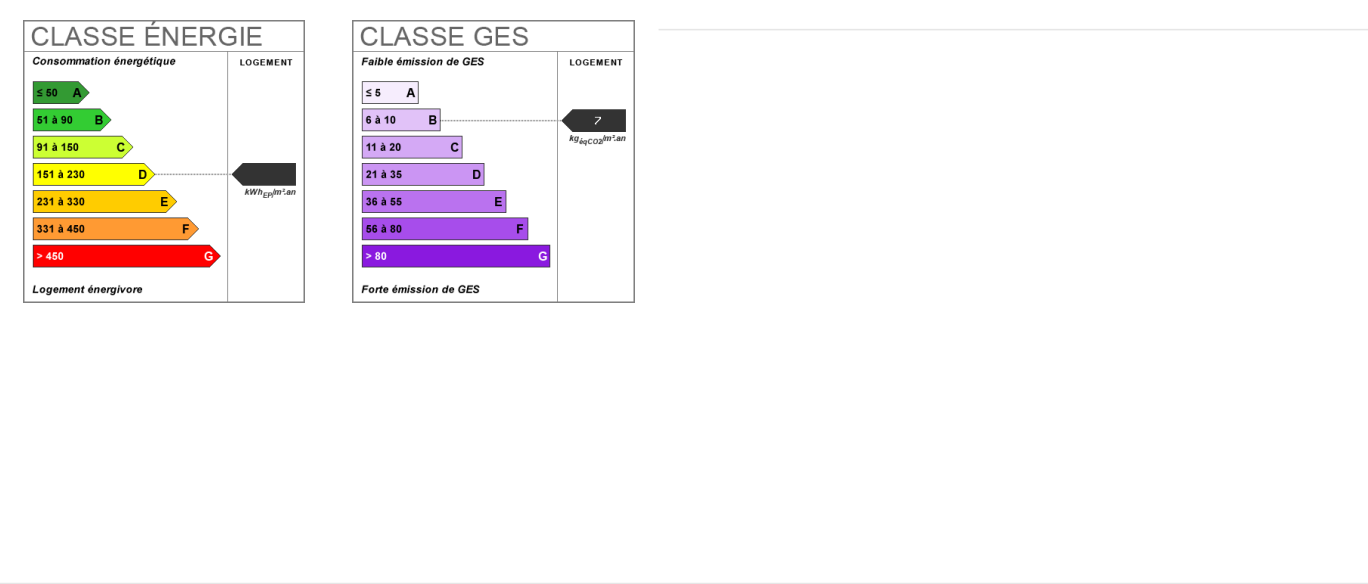 CLASSE ÉNERGIE
Consommation énergétique
LOGEMENT
≤ 50 A
51 à 90 B
91 à 150 C
151 à 230 D
231 à 330 E
331 à 450 F
> 450 G
kWhEP/m².an
Logement énergivore
CLASSE GES
Faible émission de GES
LOGEMENT
≤ 5 A
6 à 10 B
7
kgéqCO2/m².an
11 à 20 C
21 à 35 D
36 à 55 E
56 à 80 F
> 80 G
Forte émission de GES